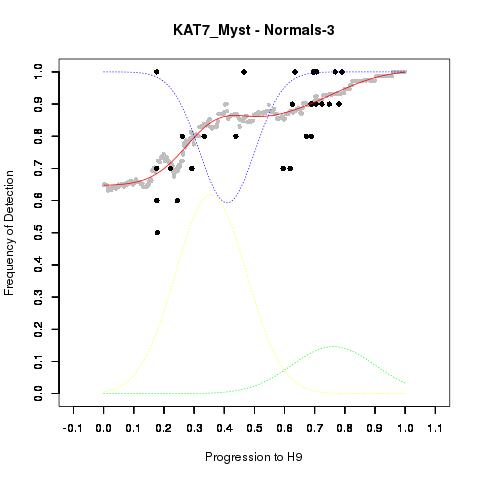 KAT7_Myst - Normals-3
Frequency of Detection
1.0
0.9
0.8
0.7
0.6
0.5
0.4
0.3
0.2
0.1
0.0
-0.1 0.0 0.1 0.2 0.3 0.4 0.5 0.6 0.7 0.8 0.9 1.0 1.1
Progression to H9